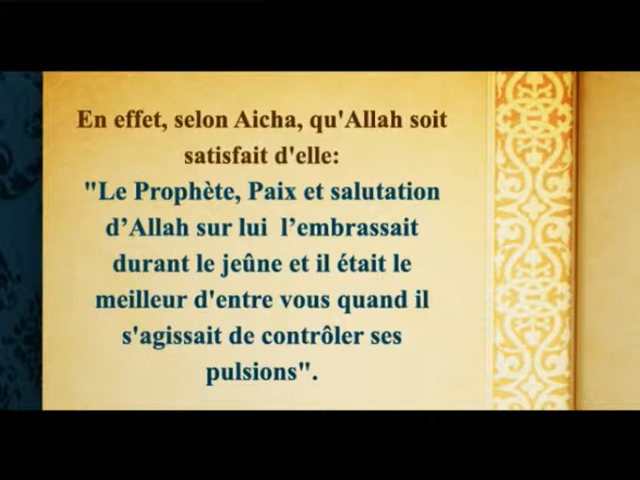 En effet, selon Aicha, qu'Allah soit
satisfait d'elle:
"Le Prophète, Paix et salutation
d’Allah sur lui  l’embrassait
durant le jeûne et il était le
meilleur d'entre vous quand il
s'agissait de contrôler ses
pulsions".